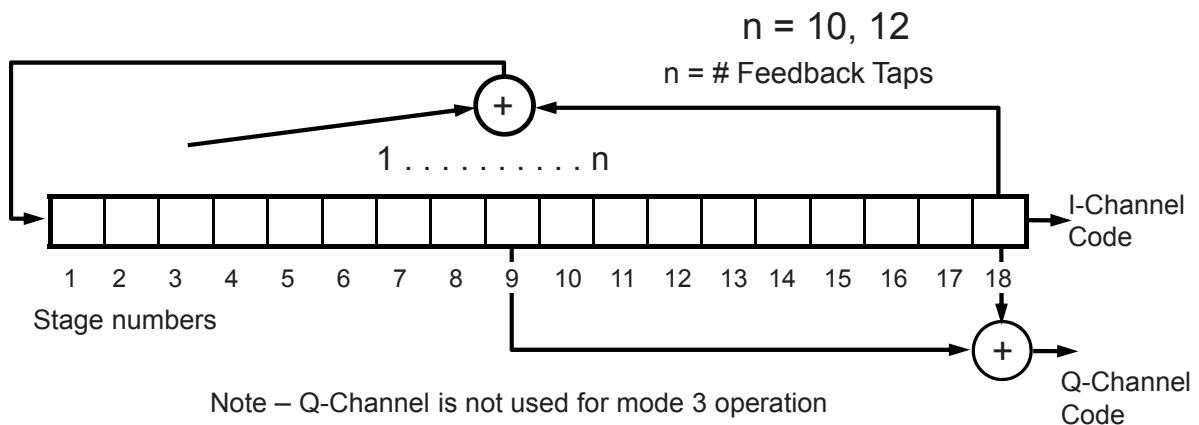 n = 10, 12
n = # Feedback Taps
+
1 . . . . . . . . . . n
I-Channel
Code
1 2 3 4 5 6 7 8 9 10 11 12 13 14 15 16 17 18
Stage numbers
+
Q-Channel
Code
Note – Q-Channel is not used for mode 3 operation